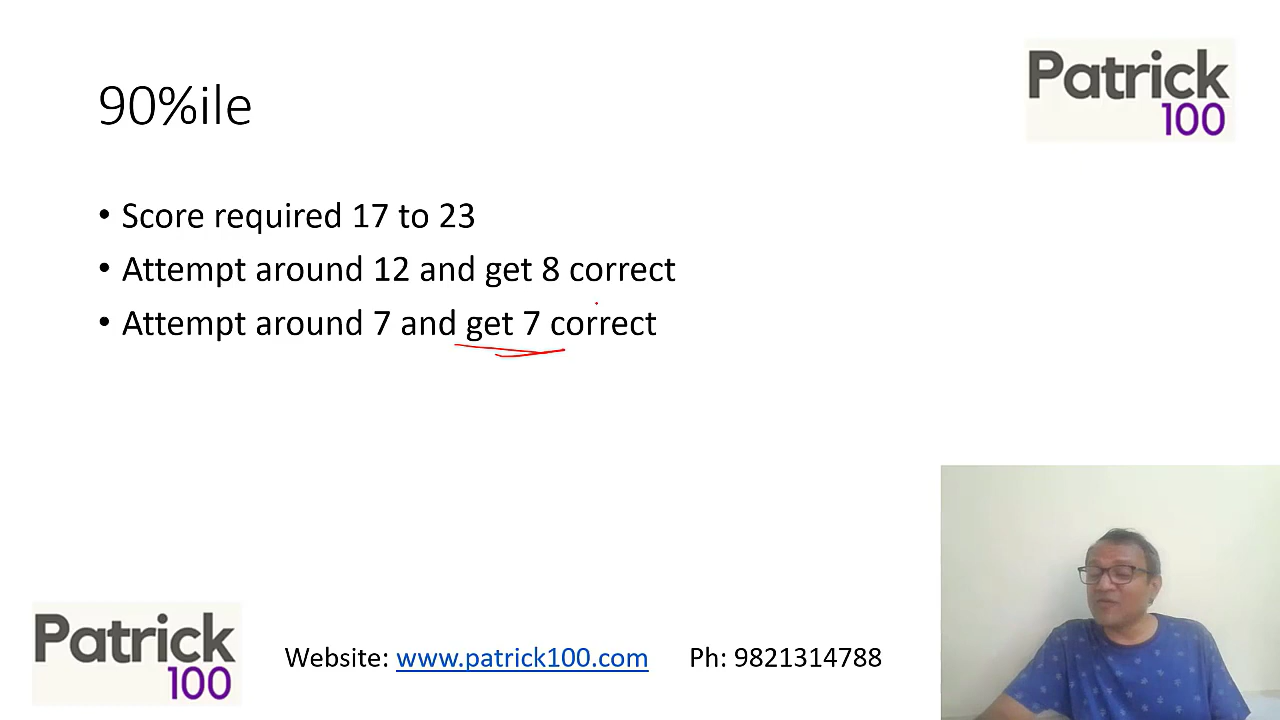 Patrick
100
90%ile
• Score required 17 to 23
• Attempt around 12 and get 8 correct
• Attempt around 7 and get 7 correct
Patrick
100
Website: www.patrick100.com Ph: 9821314788